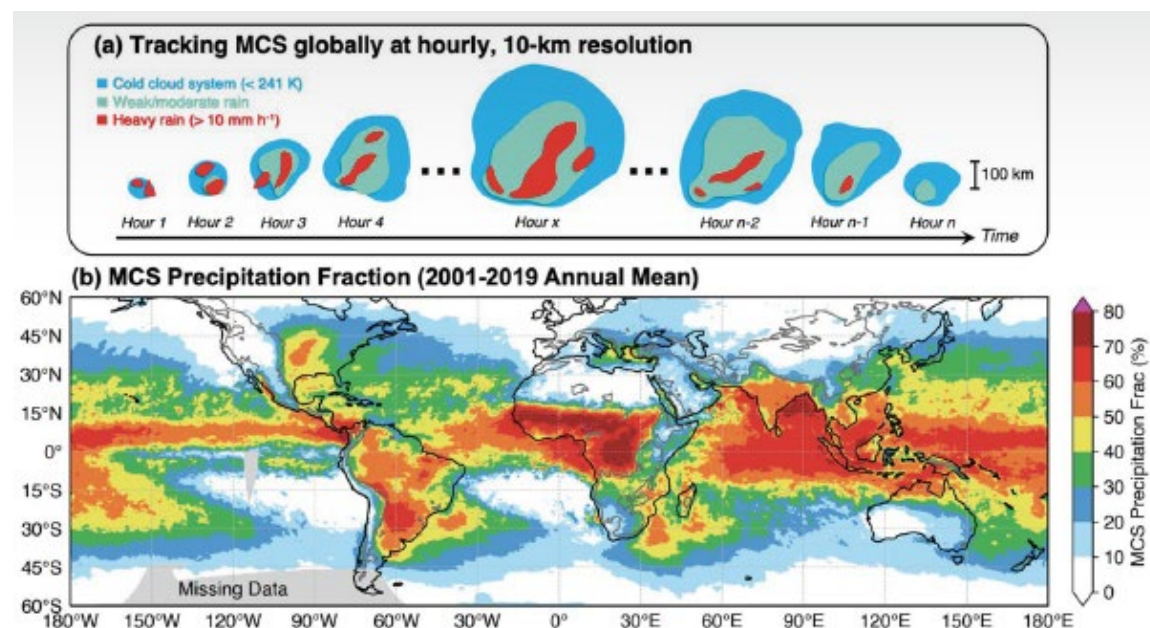 (a) Tracking MCS globally at hourly, 10-km resolution
Cold cloud system (< 241 K)
Weak/moderate rain
Heavy rain (> 10 mm h⁻¹)
100 km
Hour 1 Hour 2 Hour 3 Hour 4 Hour x Hour n-2 Hour n-1 Hour n
Time
(b) MCS Precipitation Fraction (2001-2019 Annual Mean)
60°N
45°N
30°N
15°N
0°
15°S
30°S
45°S
60°S
Missing Data
180°W 150°W 120°W 90°W 60°W 30°W 0° 30°E 60°E 90°E 120°E 150°E 180°E
80
70
60
50
40
30
20
10
0
MCS Precipitation Frac (%)